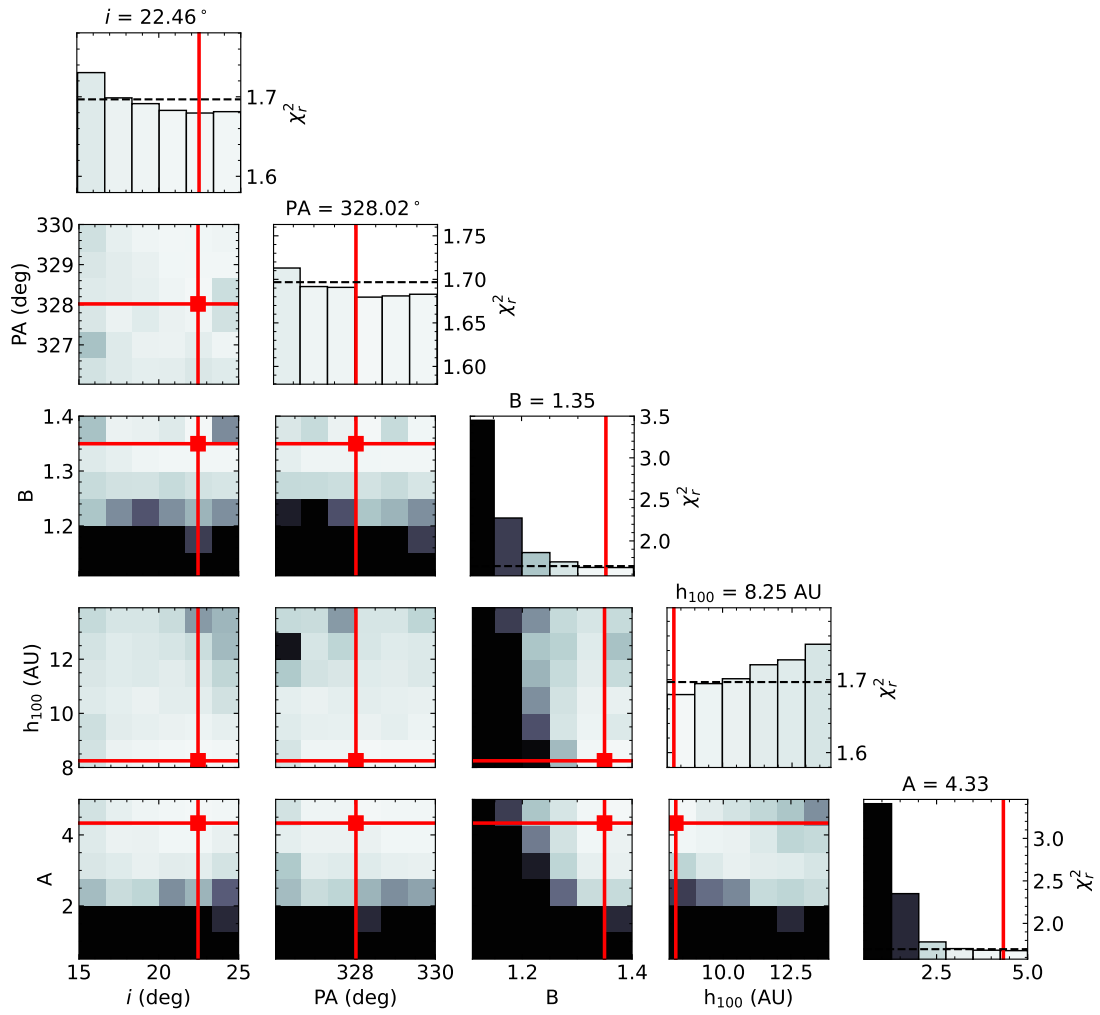 i = 22.46°
1.7
1.6
χ²ᵣ
PA = 328.02°
330
329
328
327
PA (deg)
1.75
1.70
1.65
1.60
χ²ᵣ
B = 1.35
1.4
1.3
1.2
B
3.5
3.0
2.5
2.0
χ²ᵣ
h₁₀₀ = 8.25 AU
12
10
8
h₁₀₀ (AU)
1.7
1.6
χ²ᵣ
A = 4.33
4
2
A
3.0
2.5
2.0
χ²ᵣ
15 20 25 328 330 1.2 1.4 10.0 12.5 2.5 5.0
i (deg) PA (deg) B h₁₀₀ (AU)